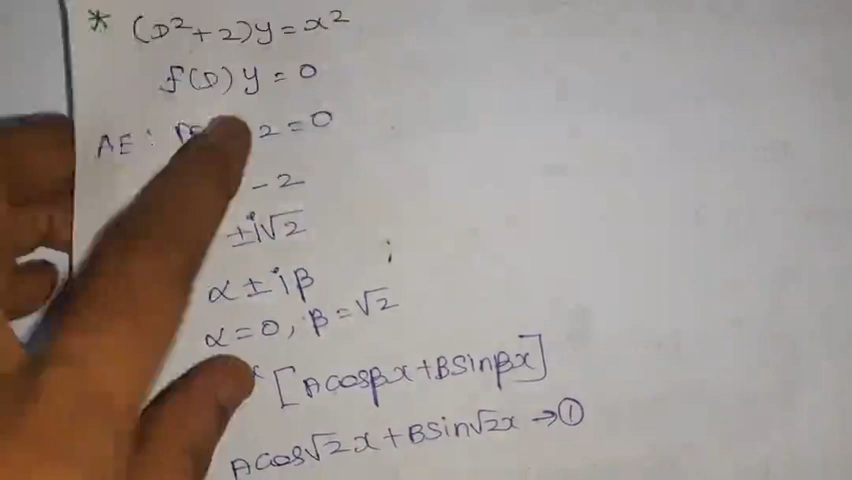 * (D²+2)y = x²
f(D) y = 0
AE : 2 = 0
- 2
±i√2
α ± iβ ;
α = 0, β = √2
x [Acosβx + Bsinβx]
Acos√2x + Bsin√2x → ①